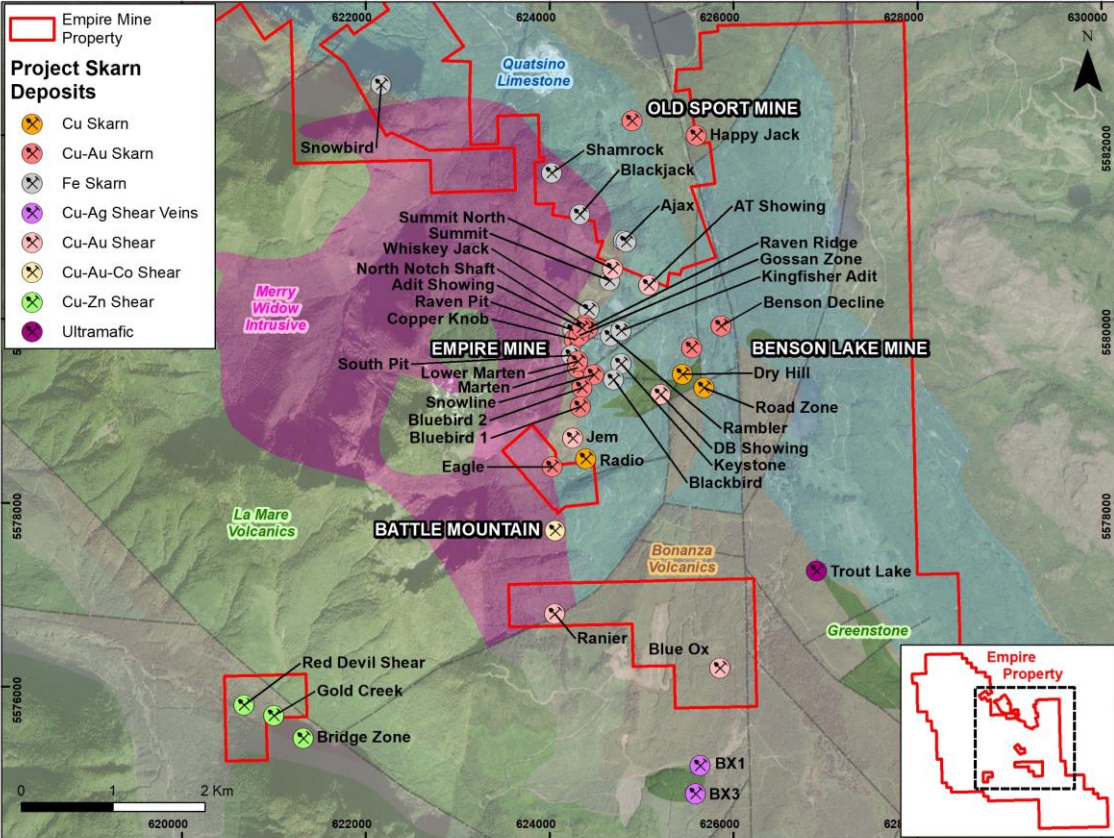 Empire Mine
Property
Project Skarn
Deposits
Cu Skarn
Cu-Au Skarn
Fe Skarn
Cu-Ag Shear Veins
Cu-Au Shear
Cu-Au-Co Shear
Cu-Zn Shear
Ultramafic
622000
624000
626000
628000
630000
N
Quatsino
Limestone
OLD SPORT MINE
Happy Jack
5582000
Snowbird
Shamrock
Blackjack
Ajax
AT Showing
Summit North
Summit
Whiskey Jack
North Notch Shaft
Adit Showing
Raven Pit
Copper Knob
Raven Ridge
Gossan Zone
Kingfisher Adit
Benson Decline
Merry
Widow
Intrusive
5580000
EMPIRE MINE
BENSON LAKE MINE
South Pit
Lower Marten
Marten
Snowline
Bluebird 2
Bluebird 1
Dry Hill
Road Zone
Rambler
DB Showing
Keystone
Blackbird
Jem
Eagle
Radio
5578000
5578000
La Mare
Volcanics
BATTLE MOUNTAIN
Bonanza
Volcanics
Trout Lake
Ranier
Blue Ox
Greenstone
5576000
Red Devil Shear
Gold Creek
Bridge Zone
BX1
BX3
Empire
Property
0
2 Km
620000
622000
624000
626000